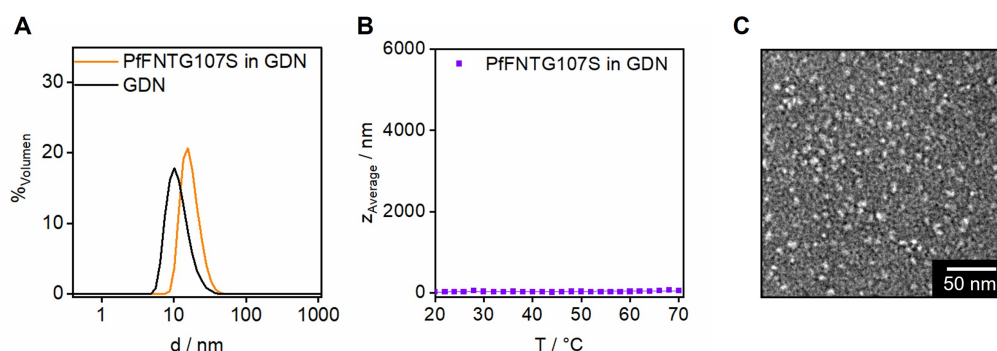 A
30
20
10
0
%Volumen
PfFNTG107S in GDN
GDN
1
10
100
1000
d / nm
B
6000
4000
2000
0
zAverage / nm
PfFNTG107S in GDN
20
30
40
50
60
70
T / °C
C
50 nm